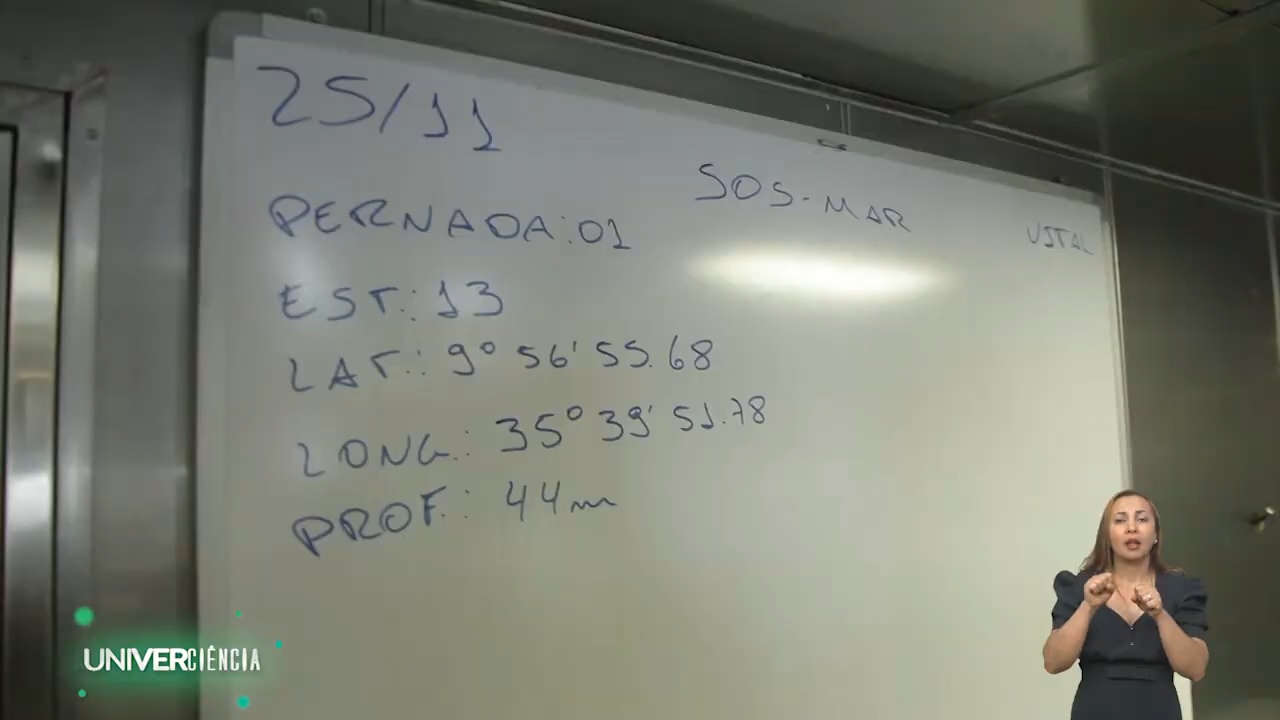 25/11
SOS-MAR
VITAL
PERNADA: 01
EST.: 13
LAT.: 9° 56' 55.68
LONG.: 35° 39' 51.78
PROF.: 44m
UNIVERCIÊNCIA